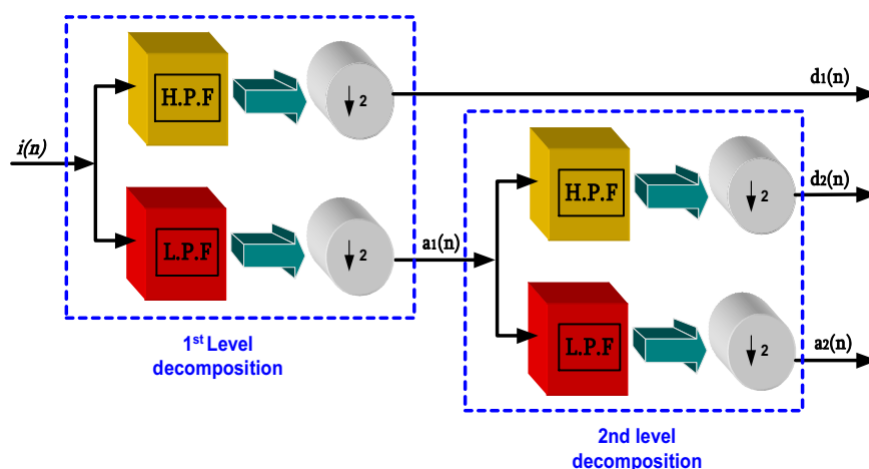 H.P.F
↓ 2
d1(n)
i(n)
L.P.F
↓ 2
a1(n)
H.P.F
↓ 2
d2(n)
L.P.F
↓ 2
a2(n)
1st Level
decomposition
2nd level
decomposition